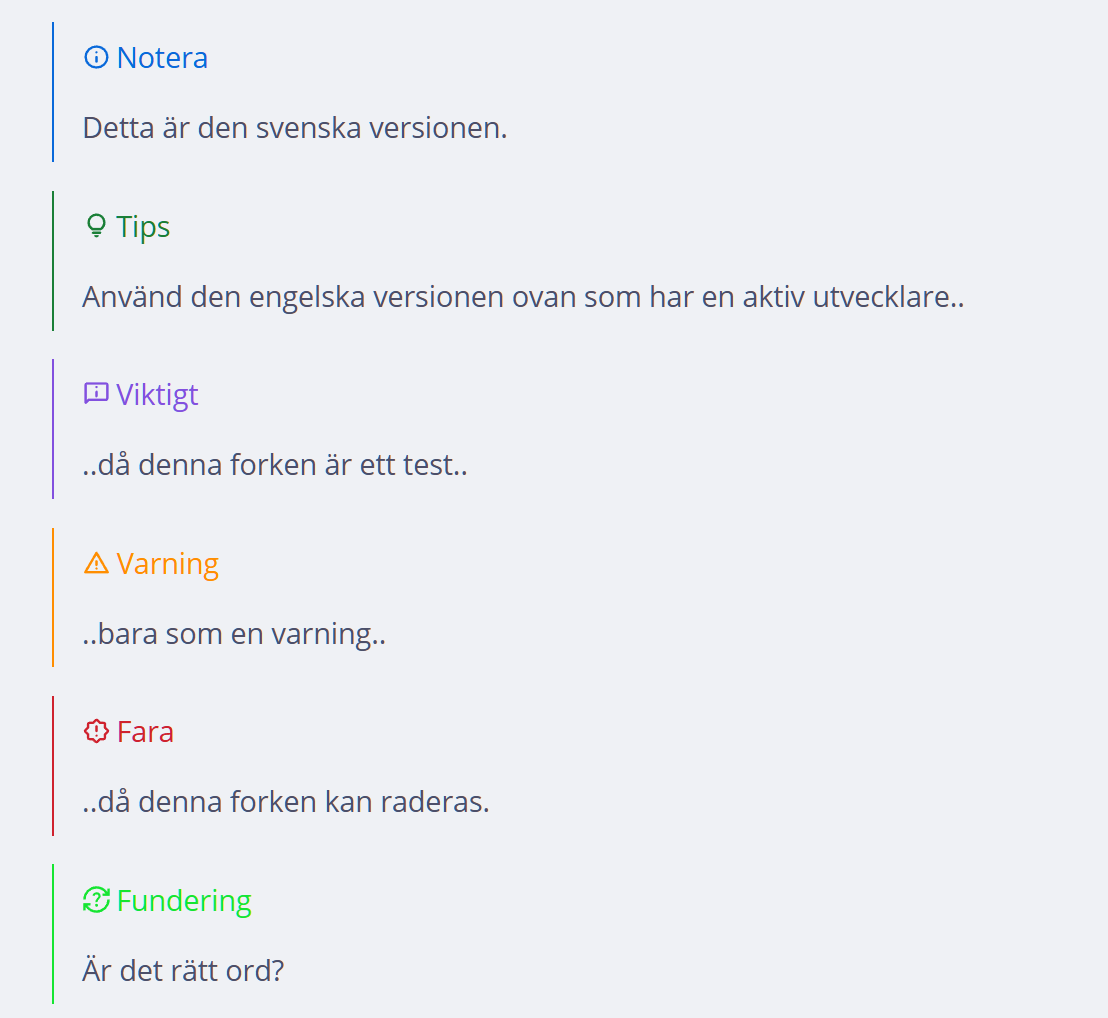 Notera
Detta är den svenska versionen.
Tips
Använd den engelska versionen ovan som har en aktiv utvecklare..
Viktigt
..då denna forken är ett test..
Varning
..bara som en varning..
Fara
..då denna forken kan raderas.
Fundering
Är det rätt ord?